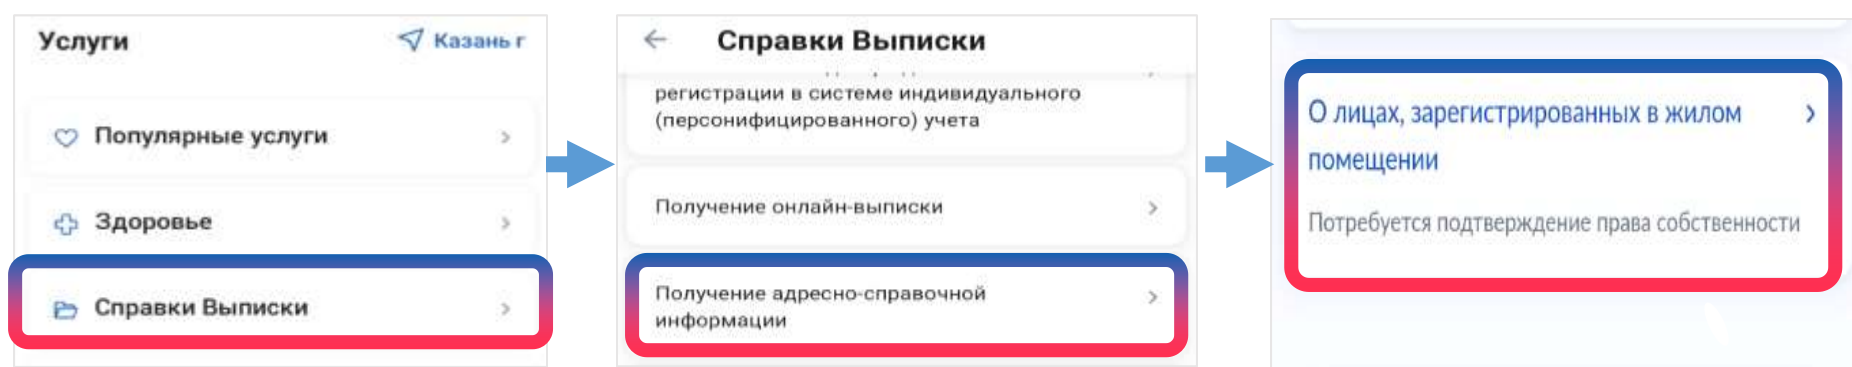 Услуги
Казань г
Популярные услуги
Здоровье
Справки Выписки
Справки Выписки
регистрации в системе индивидуального
(персонифицированного) учета
Получение онлайн-выписки
Получение адресно-справочной
информации
О лицах, зарегистрированных в жилом
помещении
Потребуется подтверждение права собственности